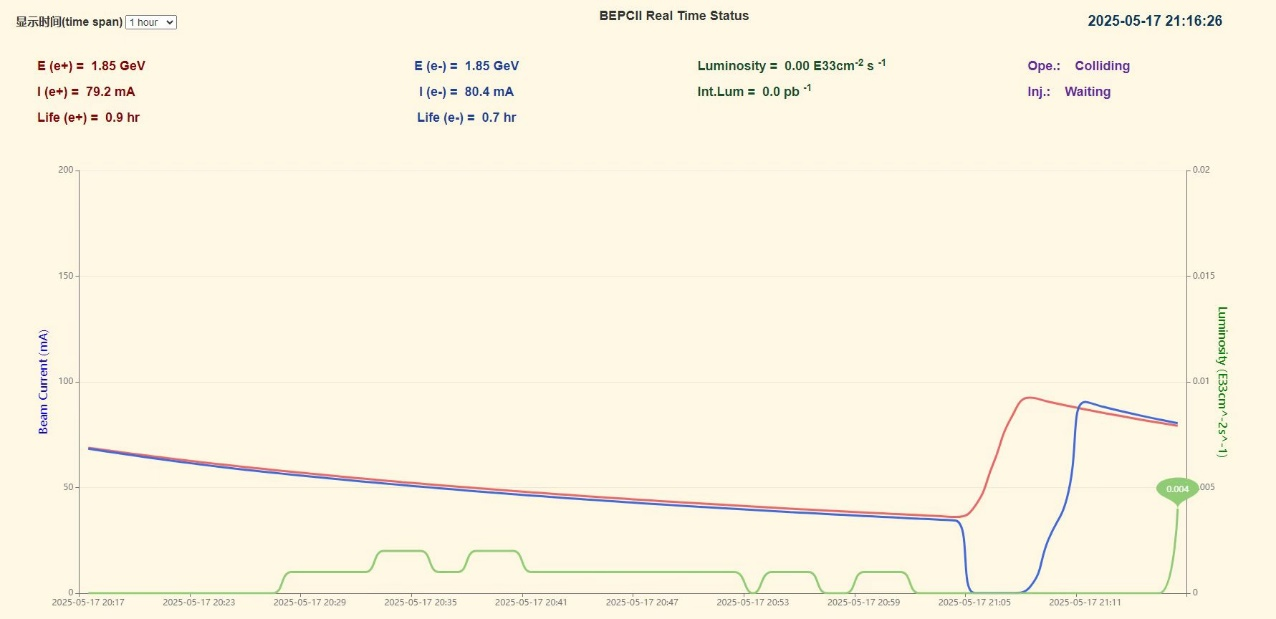 BEPCII Real Time Status
显示时间(time span) 1 hour
2025-05-17 21:16:26
E (e+) = 1.85 GeV
E (e-) = 1.85 GeV
Luminosity = 0.00 E33cm⁻² s ⁻¹
Ope.: Colliding
I (e+) = 79.2 mA
I (e-) = 80.4 mA
Int.Lum = 0.0 pb ⁻¹
Inj.: Waiting
Life (e+) = 0.9 hr
Life (e-) = 0.7 hr
200
150
100
50
0
Beam Current (mA)
0.02
0.015
0.01
005
0
Luminosity (E33cm^-2s^-1)
0.004
2025-05-17 20:17
2025-05-17 20:23
2025-05-17 20:29
2025-05-17 20:35
2025-05-17 20:41
2025-05-17 20:47
2025-05-17 20:53
2025-05-17 20:59
2025-05-17 21:05
2025-05-17 21:11